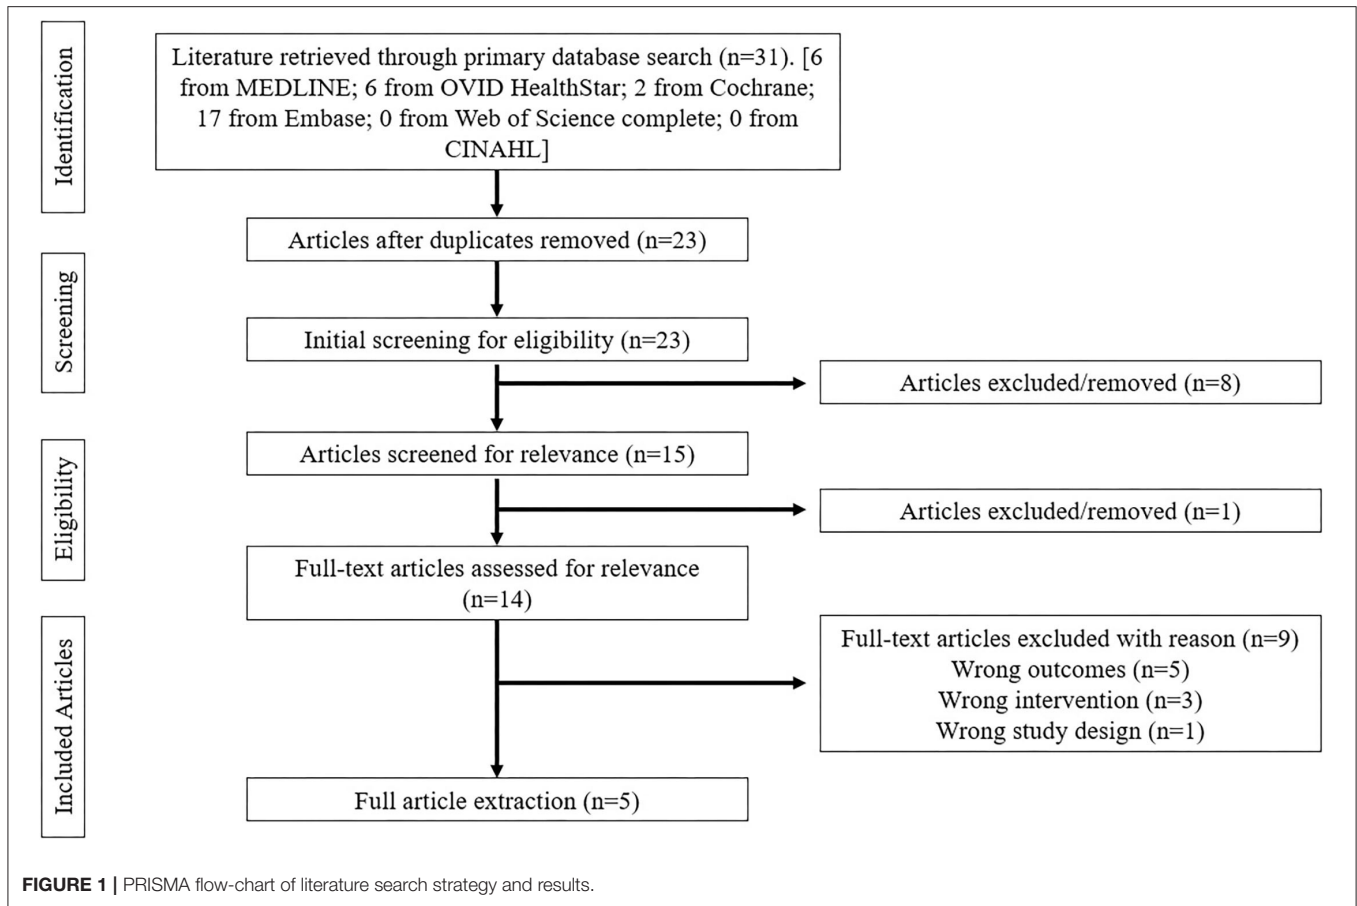 Identification
Literature retrieved through primary database search (n=31). [6
from MEDLINE; 6 from OVID HealthStar; 2 from Cochrane;
17 from Embase; 0 from Web of Science complete; 0 from
CINAHL]
Articles after duplicates removed (n=23)
Screening
Initial screening for eligibility (n=23)
Articles excluded/removed (n=8)
Eligibility
Articles screened for relevance (n=15)
Articles excluded/removed (n=1)
Full-text articles assessed for relevance
(n=14)
Included Articles
Full-text articles excluded with reason (n=9)
Wrong outcomes (n=5)
Wrong intervention (n=3)
Wrong study design (n=1)
Full article extraction (n=5)
FIGURE 1 | PRISMA flow-chart of literature search strategy and results.